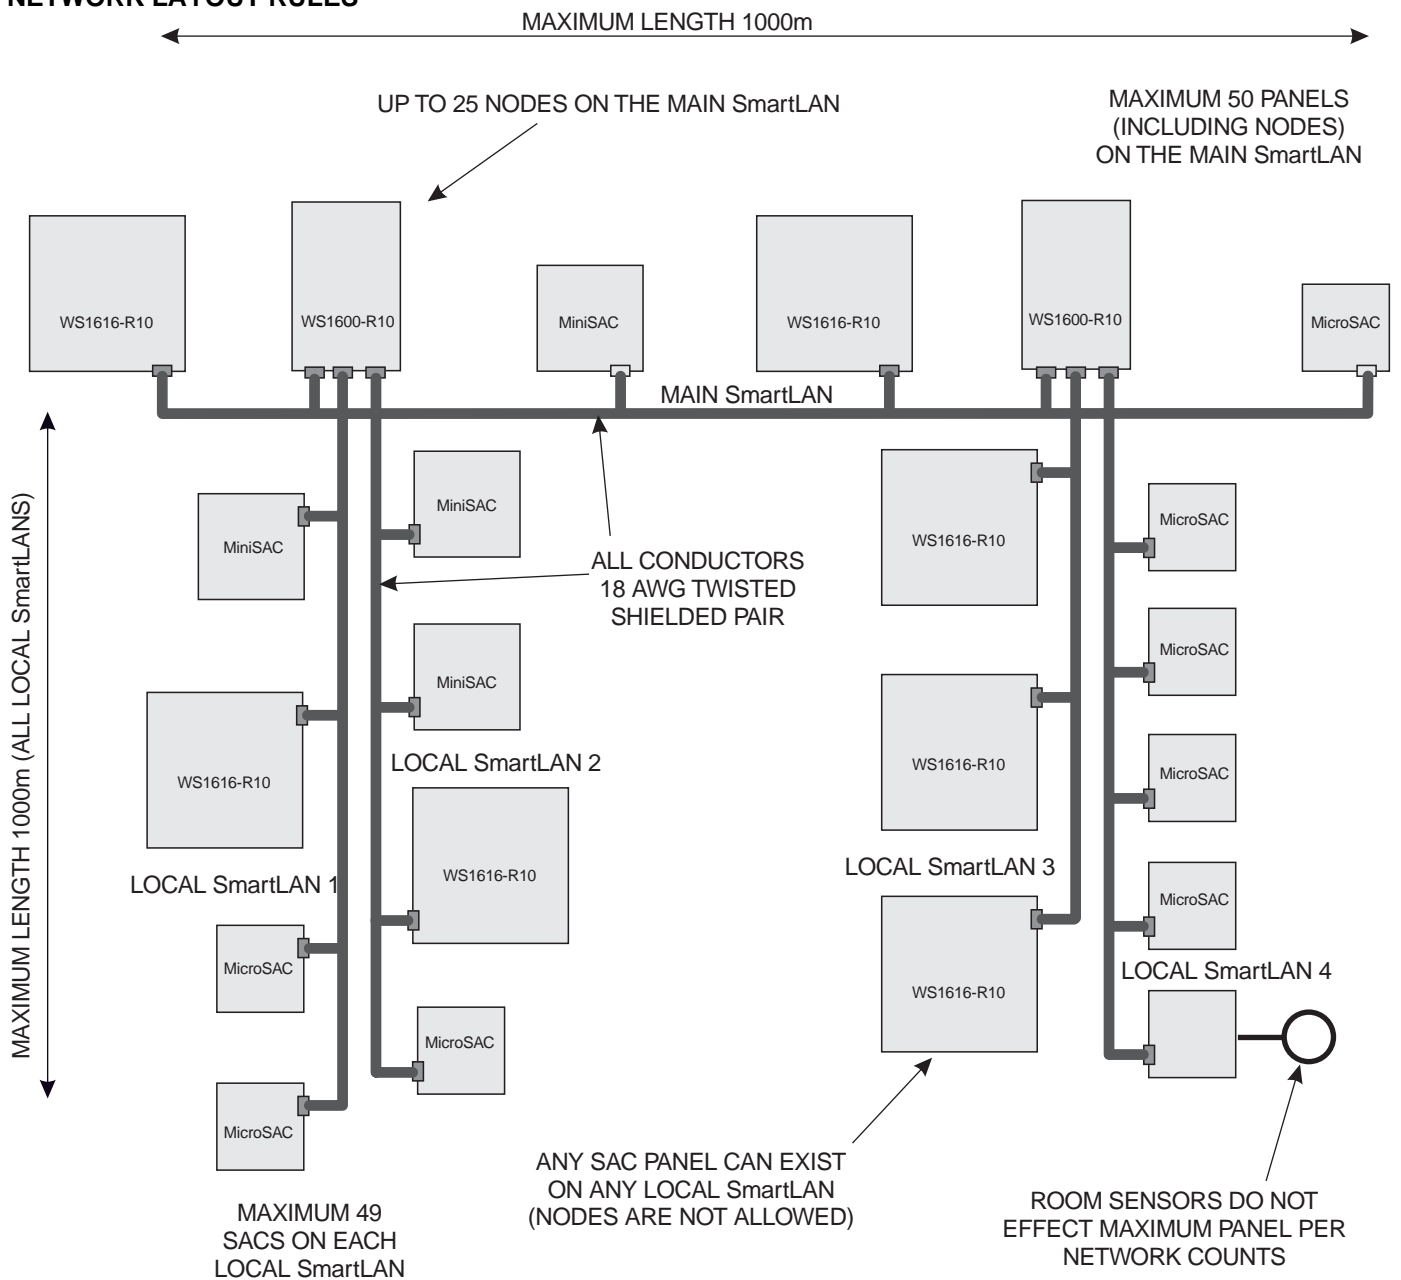 NETWORK LAYOUT RULES
MAXIMUM LENGTH 1000m
UP TO 25 NODES ON THE MAIN SmartLAN
MAXIMUM 50 PANELS
(INCLUDING NODES)
ON THE MAIN SmartLAN
WS1616-R10
WS1600-R10
MiniSAC
WS1616-R10
WS1600-R10
MicroSAC
MAIN SmartLAN
MAXIMUM LENGTH 1000m (ALL LOCAL SmartLANS)
MiniSAC
MiniSAC
ALL CONDUCTORS
18 AWG TWISTED
SHIELDED PAIR
WS1616-R10
MicroSAC
MicroSAC
MiniSAC
LOCAL SmartLAN 2
WS1616-R10
WS1616-R10
MicroSAC
LOCAL SmartLAN 3
LOCAL SmartLAN 1
WS1616-R10
MicroSAC
LOCAL SmartLAN 4
MicroSAC
WS1616-R10
MicroSAC
MicroSAC
ANY SAC PANEL CAN EXIST
ON ANY LOCAL SmartLAN
(NODES ARE NOT ALLOWED)
ROOM SENSORS DO NOT
EFFECT MAXIMUM PANEL PER
NETWORK COUNTS
MAXIMUM 49
SACS ON EACH
LOCAL SmartLAN